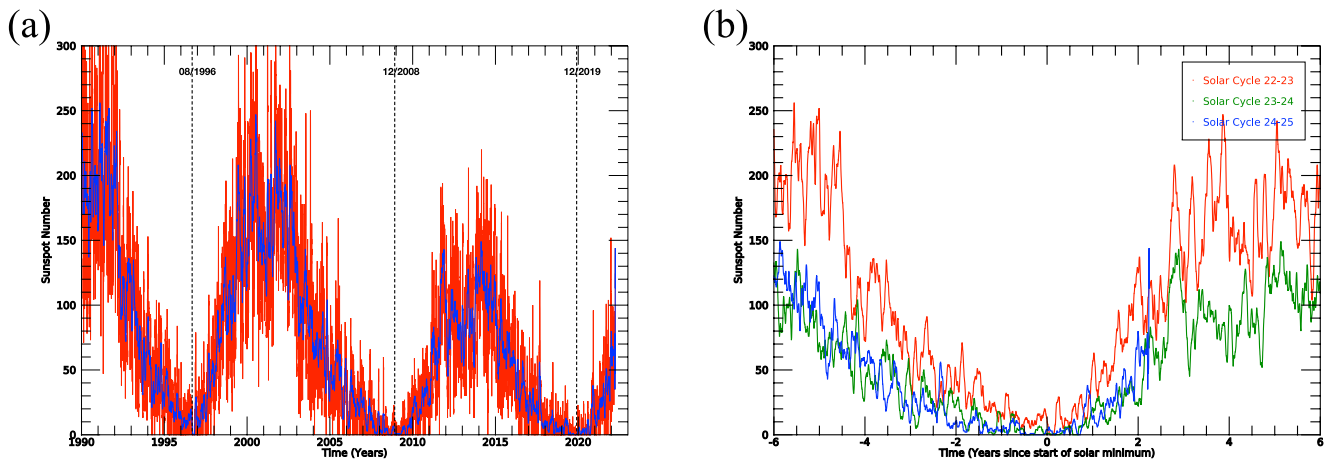 (a)
300
250
200
150
100
50
0
Sunspot Number
08/1996
12/2008
12/2019
1990 1995 2000 2005 2010 2015 2020
Time (Years)
(b)
300
250
200
150
100
50
0
Sunspot Number
Solar Cycle 22-23
Solar Cycle 23-24
Solar Cycle 24-25
-6 -4 -2 0 2 4 6
Time (Years since start of solar minimum)